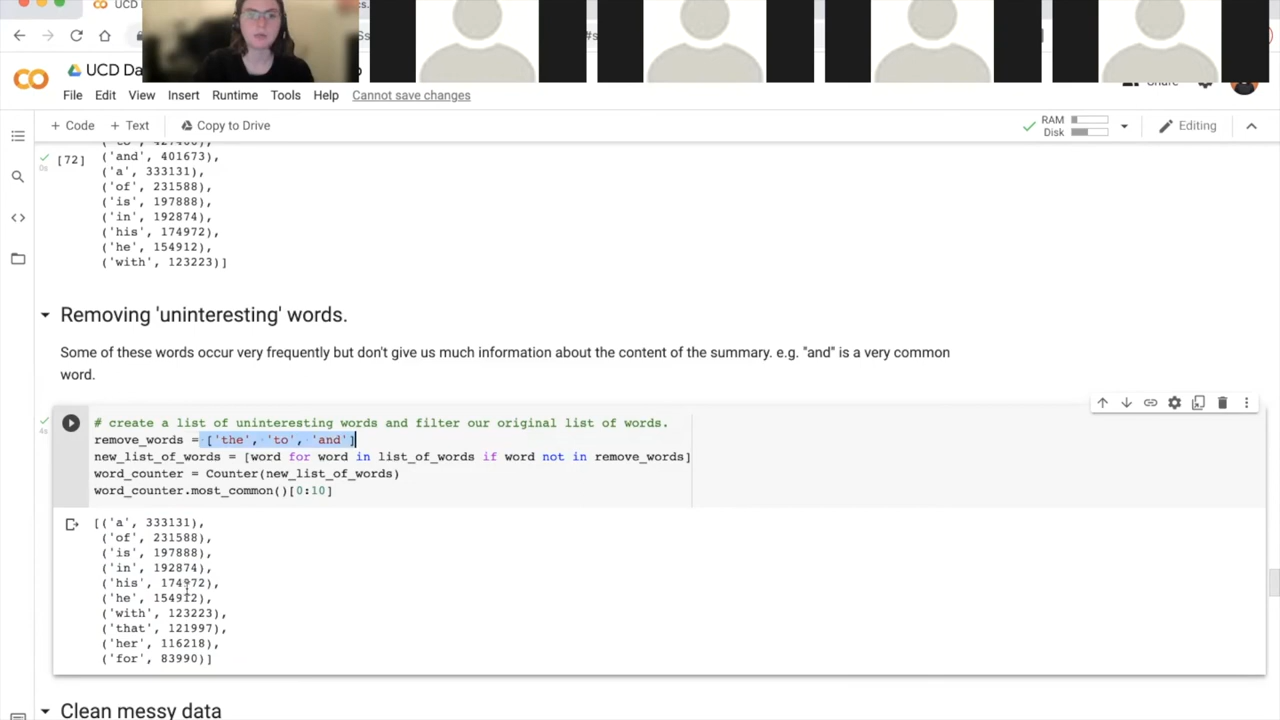 UCD Da
File Edit View Insert Runtime Tools Help Cannot save changes
+ Code + Text Copy to Drive
RAM
Disk
Editing
[72]
('and', 401673),
('a', 333131),
('of', 231588),
('is', 197888),
('in', 192874),
('his', 174972),
('he', 154912),
('with', 123223)]
Removing 'uninteresting' words.
Some of these words occur very frequently but don't give us much information about the content of the summary. e.g. "and" is a very common
word.
# create a list of uninteresting words and filter our original list of words.
remove_words = ['the', 'to', 'and']
new_list_of_words = [word for word in list_of_words if word not in remove_words]
word_counter = Counter(new_list_of_words)
word_counter.most_common()[0:10]
4s
[('a', 333131),
('of', 231588),
('is', 197888),
('in', 192874),
('his', 174972),
('he', 154912),
('with', 123223),
('that', 121997),
('her', 116218),
('for', 83990)]
Clean messy data